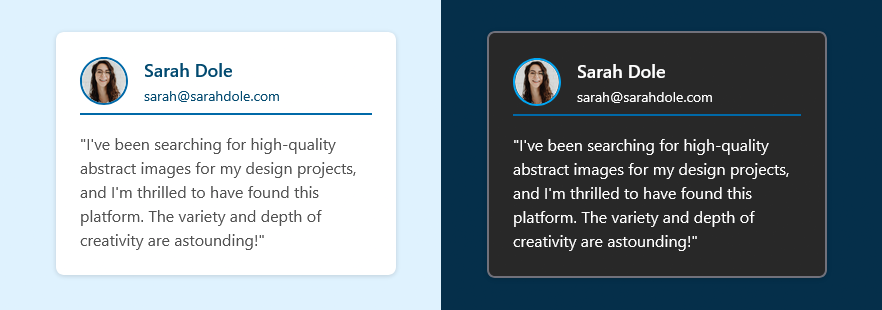 Sarah Dole
sarah@sarahdole.com
"I've been searching for high-quality
abstract images for my design projects,
and I'm thrilled to have found this
platform. The variety and depth of
creativity are astounding!"
Sarah Dole
sarah@sarahdole.com
"I've been searching for high-quality
abstract images for my design projects,
and I'm thrilled to have found this
platform. The variety and depth of
creativity are astounding!"